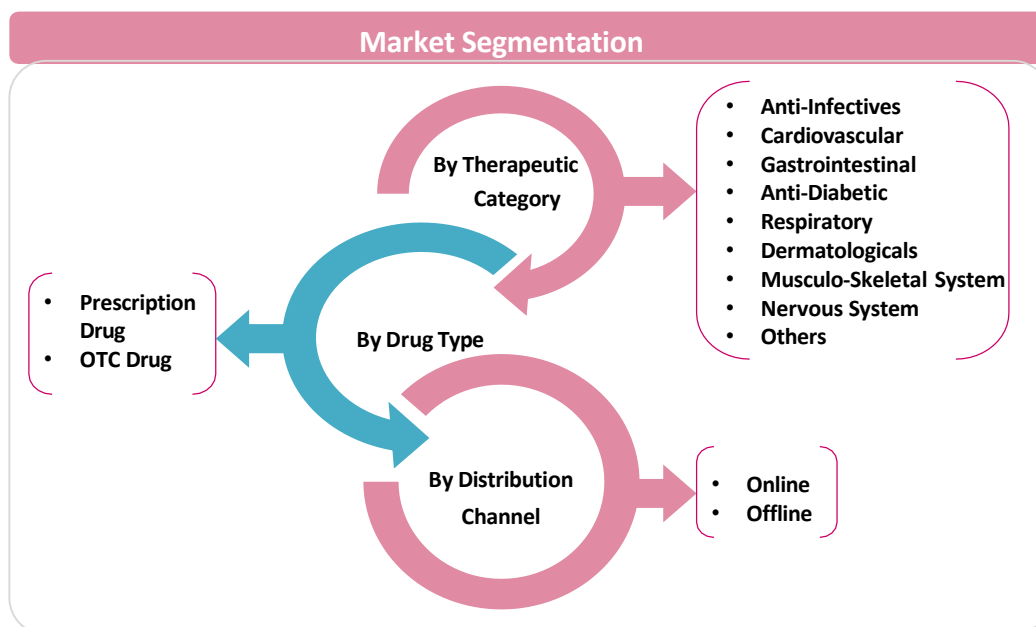 Market Segmentation
By Therapeutic
Category
• Anti-Infectives
• Cardiovascular
• Gastrointestinal
• Anti-Diabetic
• Respiratory
• Dermatologicals
• Musculo-Skeletal System
• Nervous System
• Others
By Drug Type
• Prescription
Drug
• OTC Drug
By Distribution
Channel
• Online
• Offline